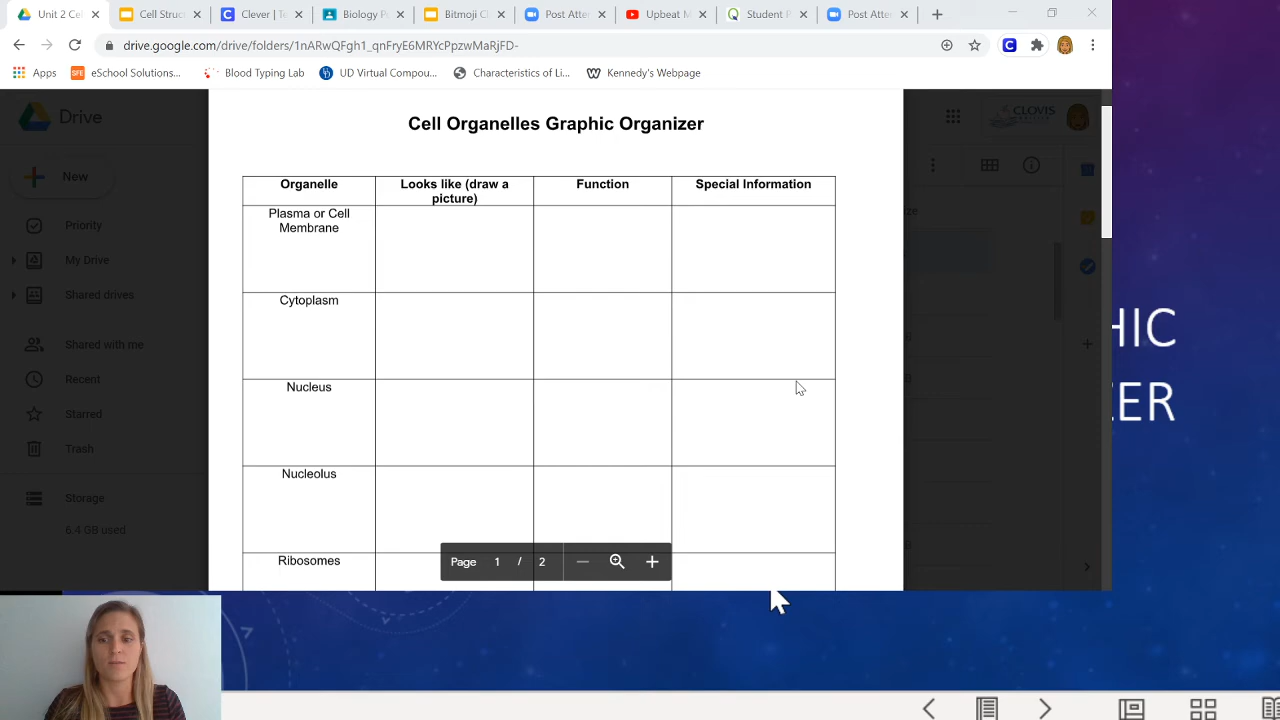 Unit 2 Cel
Cell Struc
Clever | Te
Biology Pe
Bitmoji Cl
Post Atte
Upbeat M
Student P
Post Atte
drive.google.com/drive/folders/
Apps
eSchool Solutions...
Blogs Typing Lab
UD Virtual Compou...
Characteristics of Li...
Kennedy's Webpage
Drive
CLOVIS
New
Priority
My Drive
Shared drives
Shared with me
Recent
Starred
Trash
Storage
6.4 GB used
Cell Organelles Graphic Organizer
Organelle Looks like (draw a picture) Function Special Information
Plasma or Cell
Membrane
Cytoplasm
Nucleus
Nucleolus
Ribosomes
Page 1 / 2
HIC
ER